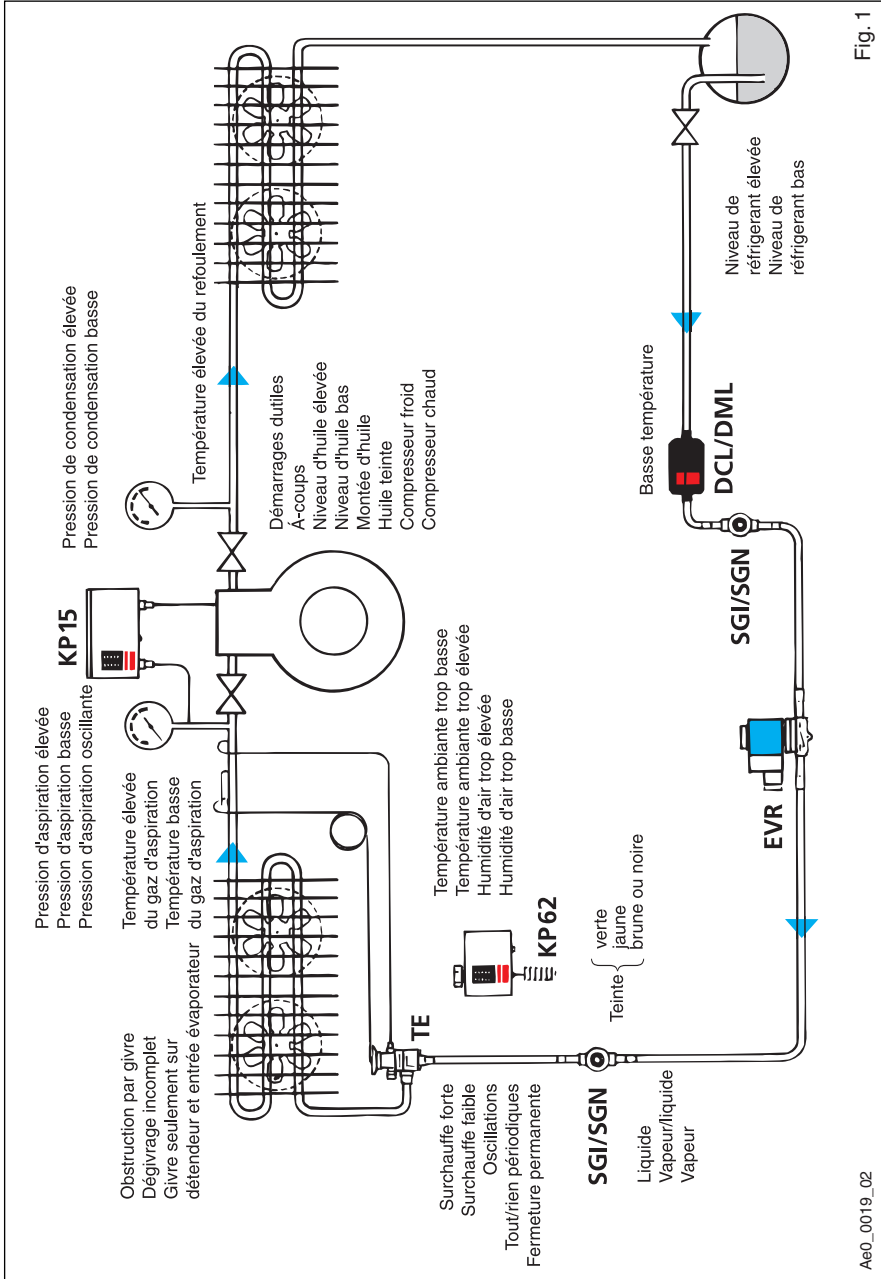 Fig. 1
Pression d'aspiration élevée
Pression d'aspiration basse
Pression d'aspiration oscillante
KP15
Pression de condensation élevée
Pression de condensation basse
Obstruction par givre
Dégivrage incomplet
Givre seulement sur
détendeur et entrée évaporateur
Température élevée
du gaz d'aspiration
Température basse
du gaz d'aspiration
Température élevée du refoulement
Démarrages dutiles
Á-coups
Niveau d'huile élevée
Niveau d'huile bas
Montée d'huile
Huile teinte
Compresseur froid
Compresseur chaud
TE
Surchauffe forte
Surchauffe faible
Oscillations
Tout/rien périodiques
Fermeture permanente
Température ambiante trop basse
Température ambiante trop élevée
Humidité d'air trop élevée
Humidité d'air trop basse
KP62
Teinte
verte
jaune
brune ou noire
SGI/SGN
Liquide
Vapeur/liquide
Vapeur
EVR
SGI/SGN
DCL/DML
Basse température
Niveau de
réfrigerant élevée
Niveau de
réfrigerant bas
Ae0_0019_02